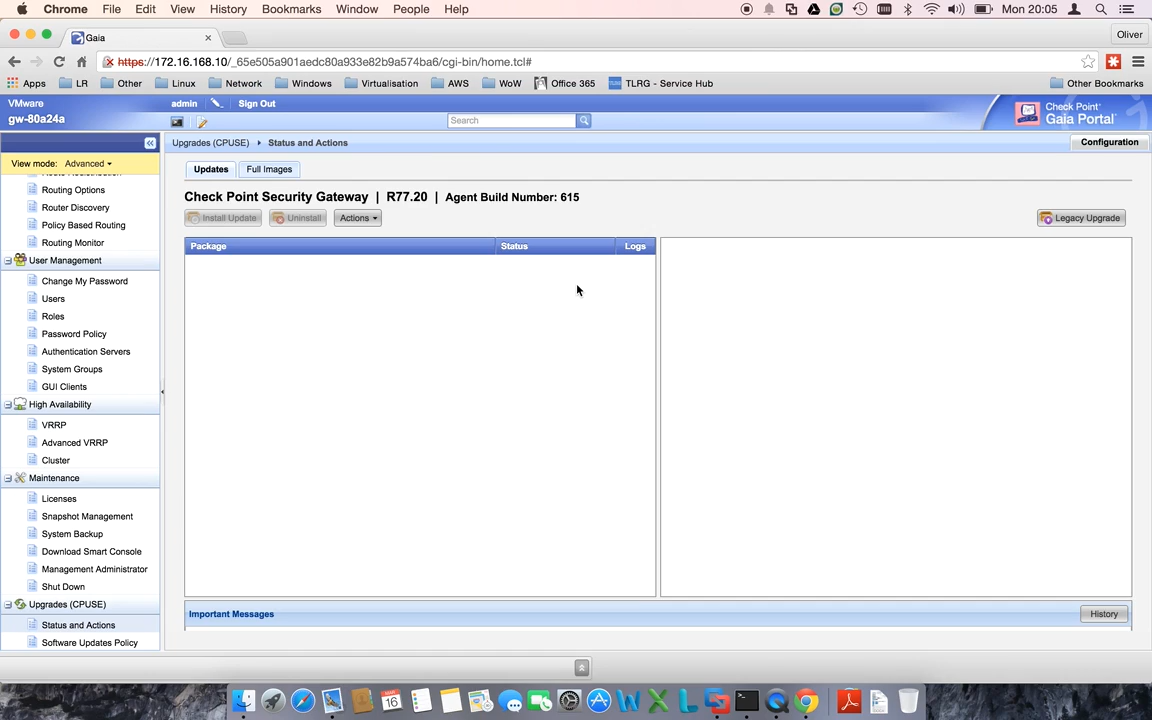 Chrome File Edit View History Bookmarks Window People Help Mon 20:05
Gaia Oliver
https://172.16.168.10/_65e505a901aedc80a933e82b9a574ba6/cgi-bin/home.tcl#
Apps LR Other Linux Network Windows Virtualisation AWS WoW Office 365 TLRG - Service Hub Other Bookmarks
VMware admin Sign Out
gw-80a24a
Search
Check Point
Gaia Portal
Upgrades (CPUSE) Status and Actions Configuration
View mode: Advanced
Updates Full Images
Check Point Security Gateway | R77.20 | Agent Build Number: 615
Install Update Uninstall Actions Legacy Upgrade
Package Status Logs
Routing Options
Router Discovery
Policy Based Routing
Routing Monitor
User Management
Change My Password
Users
Roles
Password Policy
Authentication Servers
System Groups
GUI Clients
High Availability
VRRP
Advanced VRRP
Cluster
Maintenance
Licenses
Snapshot Management
System Backup
Download Smart Console
Management Administrator
Shut Down
Upgrades (CPUSE)
Status and Actions
Software Updates Policy
Important Messages History